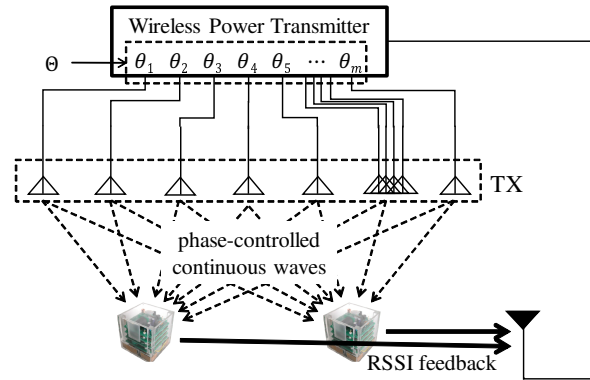 Wireless Power Transmitter
Θ θ₁ θ₂ θ₃ θ₄ θ₅ ⋯ θₘ
TX
phase-controlled
continuous waves
RSSI feedback